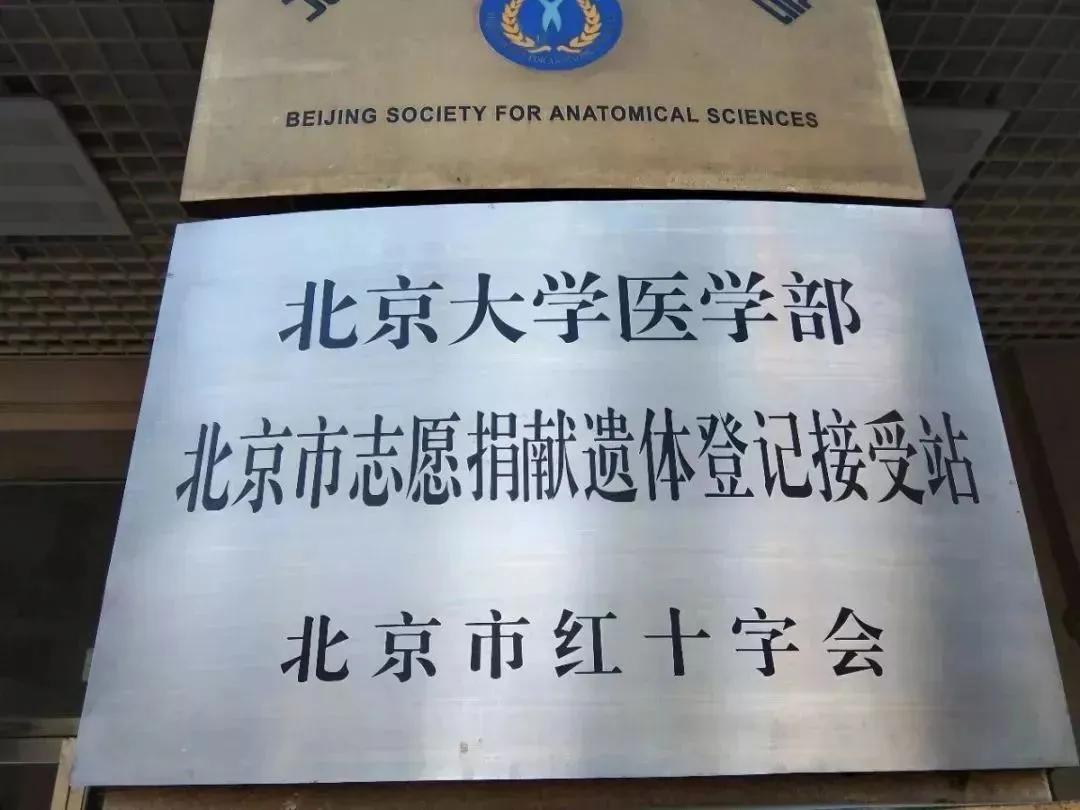 BEIJING SOCIETY FOR ANATOMICAL SCIENCES
北京大学医学部
北京市志愿捐献遗体登记接受站
北京市红十字会